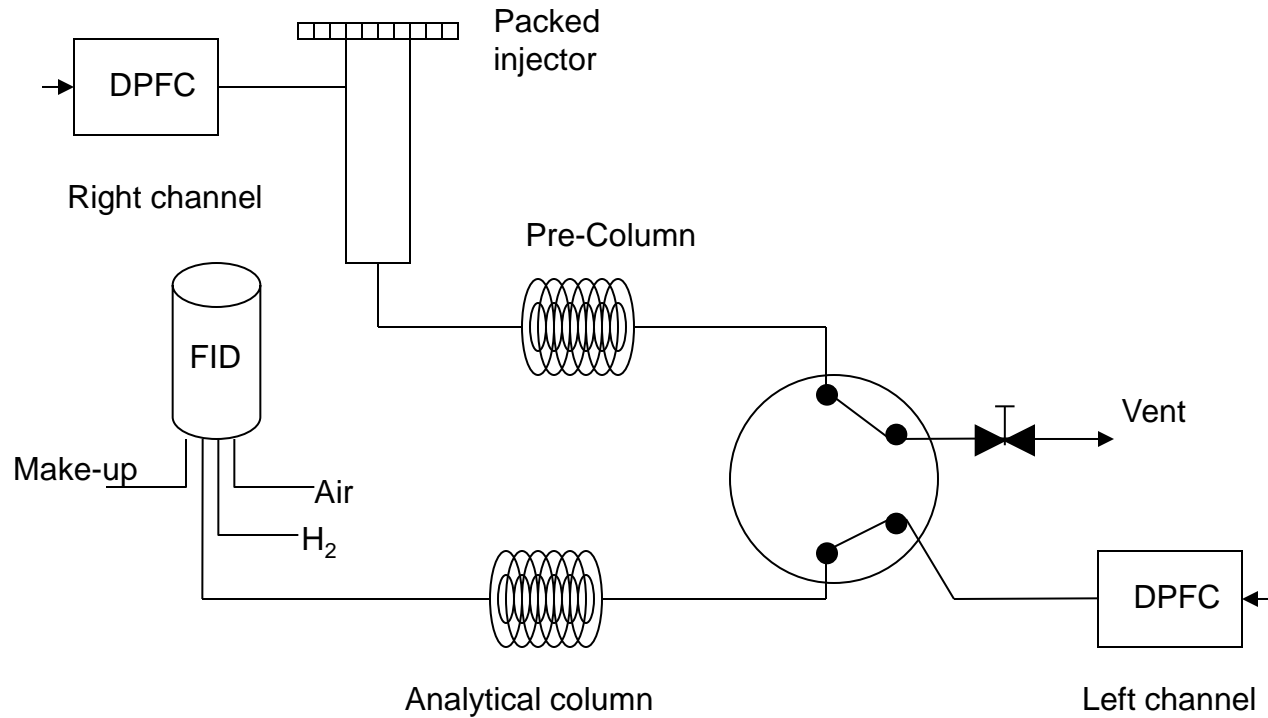 Packed
injector
DPFC
Right channel
Pre-Column
FID
Vent
Make-up
Air
H₂
DPFC
Analytical column
Left channel